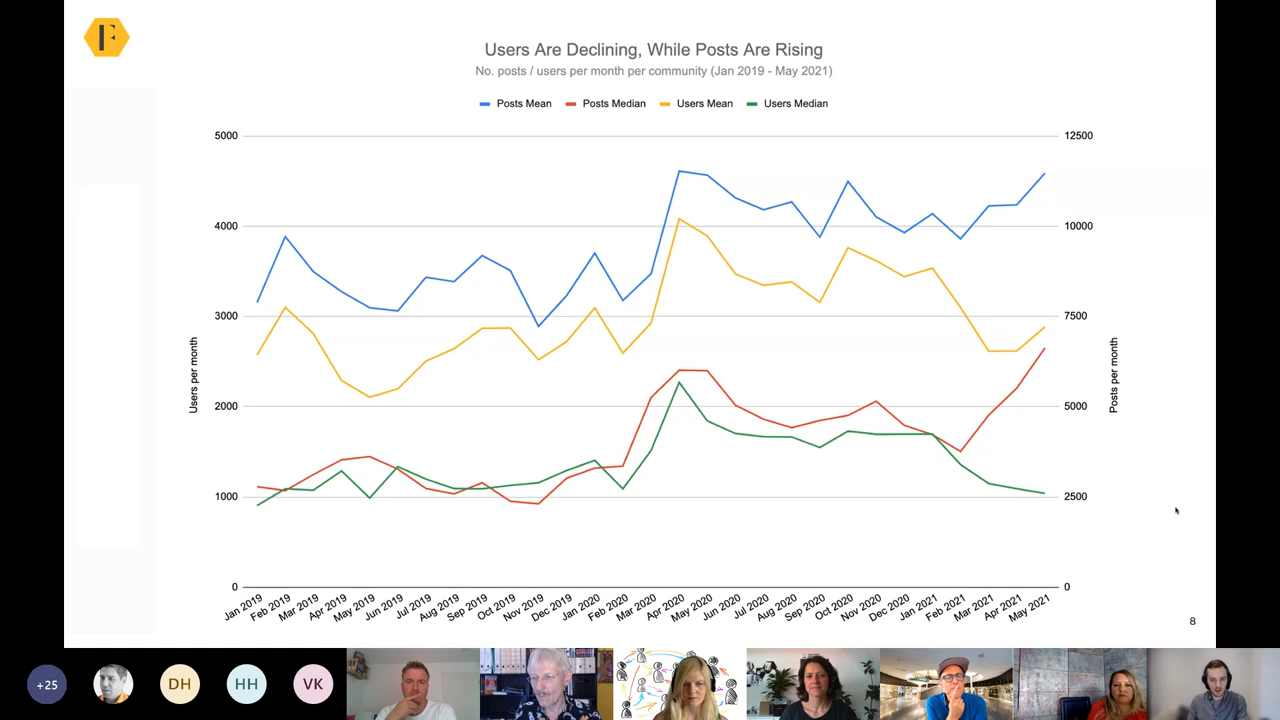 F
Users Are Declining, While Posts Are Rising
No. posts / users per month per community (Jan 2019 - May 2021)
Posts Mean Posts Median Users Mean Users Median
5000 12500
4000 10000
3000 7500
2000 5000
1000 2500
0 0
Users per month
Posts per month
Jan 2019 Feb 2019 Mar 2019 Apr 2019 May 2019 Jun 2019 Jul 2019 Aug 2019 Sep 2019 Oct 2019 Nov 2019 Dec 2019 Jan 2020 Feb 2020 Mar 2020 Apr 2020 May 2020 Jun 2020 Jul 2020 Aug 2020 Sep 2020 Oct 2020 Nov 2020 Dec 2020 Jan 2021 Feb 2021 Mar 2021 Apr 2021 May 2021
8
+25 DH HH VK